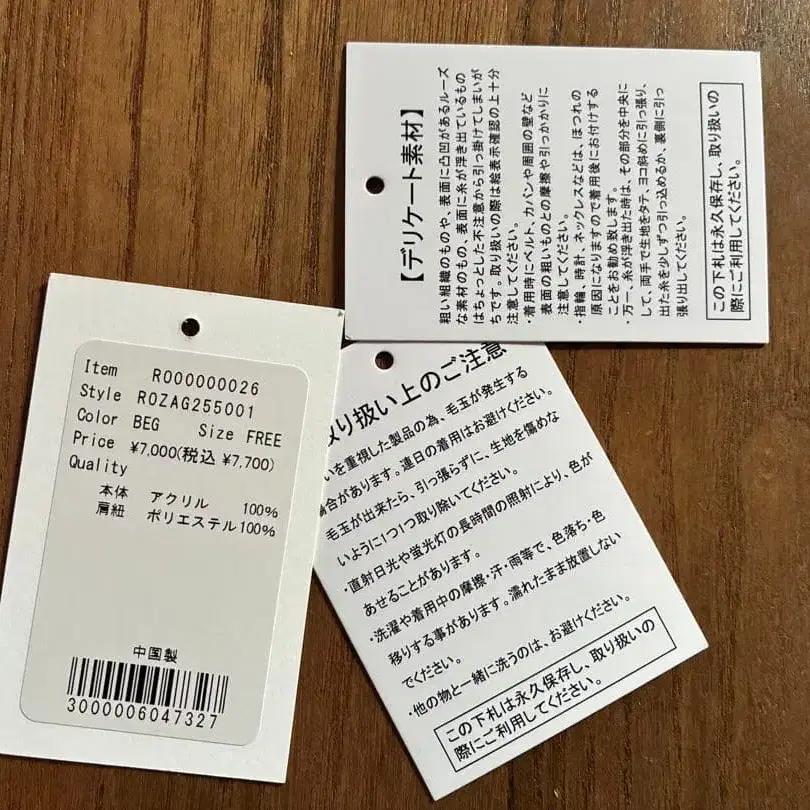 Item R000000026
Style R0ZAG255001
Color BEG Size FREE
Price ¥7,000(税込 ¥7,700)
Quality
本体 アクリル 100%
肩紐 ポリエステル100%
中国製
3000006047327
【デリケート素材】
粗い組織のものや、表面に凸凹があるルーズ
な素材のもの、表面に糸が浮き出ているもの
はちょっとした不注意から引っ掛けてしまいが
ちです。取り扱いの際は絵表示確認の上十分
注意してください。
・着用時にベルト、カバンや周囲の壁など
表面の粗いものとの摩擦や引っかかりに
注意してください。
・指輪、時計、ネックレスなどは、ほつれの
原因になりますので着用後にお付けする
ことをお勧め致します。
・万一、糸が浮き出た時は、その部分を中央に
して、両手で生地をタテ、ヨコ斜めに引っ張り、
出た糸を少しずつ引っ込めるか、裏側に引っ
張り出してください。
この下札は永久保存し、取り扱いの
際にご利用してください。
取り扱い上のご注意
いを重視した製品の為、毛玉が発生する
場合があります。連日の着用はお避けください。
毛玉が出来たら、引っ張らずに、生地を傷めな
いように1つ1つ取り除いてください。
・直射日光や蛍光灯の長時間の照射により、色が
あせることがあります。
・洗濯や着用中の摩擦・汗・雨等で、色落ち・色
移りする事があります。濡れたまま放置しない
でください。
・他の物と一緒に洗うのは、お避けください。
この下札は永久保存し、取り扱いの
際にご利用してください。